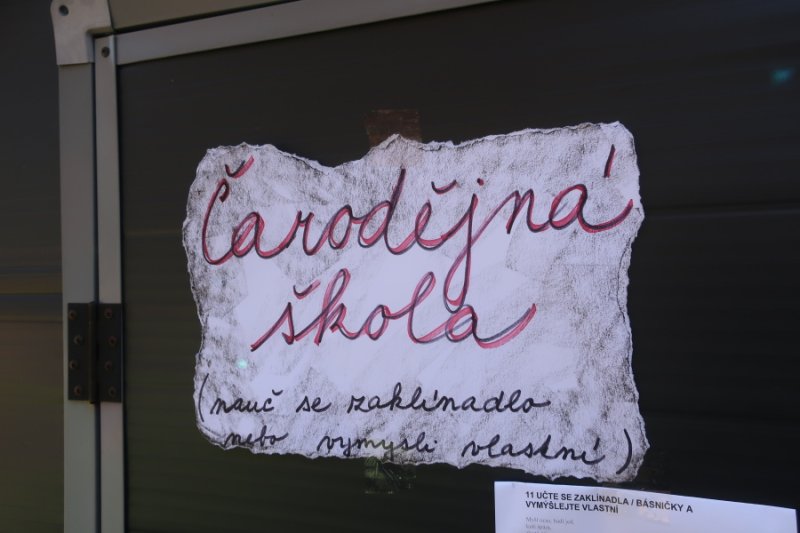 Čarodějná
škola
(nauč se zaklínadlo
nebo vymysli vlastní)
11 UČTE SE ZAKLÍNADLA / BÁSNIČKY A
VYMÝŠLEJTE VLASTNÍ